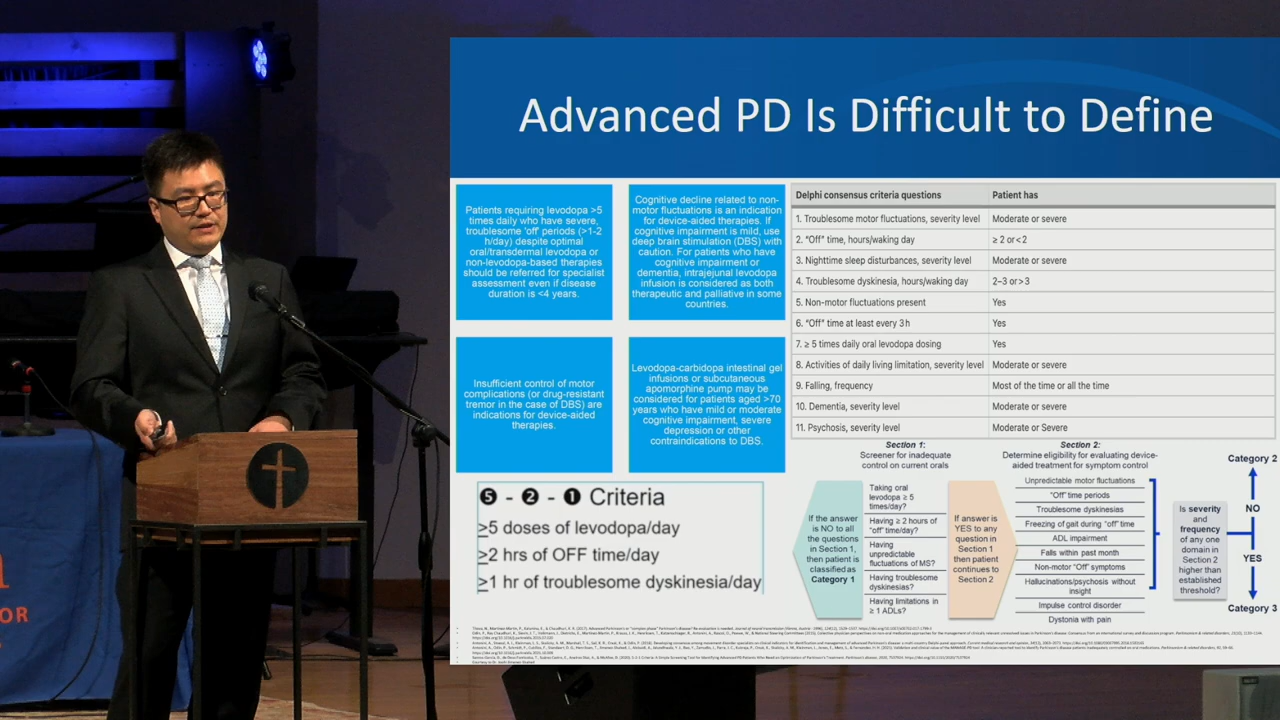 Advanced PD Is Difficult to Define
Patients requiring levodopa >5
times daily who have severe,
troublesome 'off' periods (>1-2
h/day) despite optimal
oral/transdermal levodopa or
non-levodopa-based therapies
should be referred for specialist
assessment even if disease
duration is <4 years.
Cognitive decline related to non-
motor fluctuations is an indication
for device-aided therapies. If
cognitive impairment is mild, use
deep brain stimulation (DBS) with
caution. For patients who have
cognitive impairment or
dementia, intrajejunal levodopa
infusion is considered as both
therapeutic and palliative in some
countries.
Insufficient control of motor
complications (or drug-resistant
tremor in the case of DBS) are
indications for device-aided
therapies.
Levodopa-carbidopa intestinal gel
infusions or subcutaneous
apomorphine pump may be
considered for patients aged >70
years who have mild or moderate
cognitive impairment, severe
depression or other
contraindications to DBS.
❺ - ❷ - ❶ Criteria
≥5 doses of levodopa/day
≥2 hrs of OFF time/day
≥1 hr of troublesome dyskinesia/day
Delphi consensus criteria questions Patient has
1. Troublesome motor fluctuations, severity level Moderate or severe
2. “Off” time, hours/waking day ≥ 2 or < 2
3. Nighttime sleep disturbances, severity level Moderate or severe
4. Troublesome dyskinesia, hours/waking day 2–3 or > 3
5. Non-motor fluctuations present Yes
6. “Off” time at least every 3 h Yes
7. ≥ 5 times daily oral levodopa dosing Yes
8. Activities of daily living limitation, severity level Moderate or severe
9. Falling, frequency Most of the time or all the time
10. Dementia, severity level Moderate or severe
11. Psychosis, severity level Moderate or Severe
Section 1:
Screener for inadequate
control on current orals
If the answer
is NO to all
the questions
in Section 1,
then patient is
classified as
Category 1
Taking oral
levodopa ≥ 5
times/day?
Having ≥ 2 hours of
“off” time/day?
Having
unpredictable
fluctuations of MS?
Having troublesome
dyskinesias?
Having limitations in
≥ 1 ADLs?
If answer is
YES to any
question in
Section 1
then patient
continues to
Section 2
Section 2:
Determine eligibility for evaluating device-
aided treatment for symptom control
Unpredictable motor fluctuations
“Off” time periods
Troublesome dyskinesias
Freezing of gait during “off” time
ADL impairment
Falls within past month
Non-motor “Off” symptoms
Hallucinations/psychosis without
insight
Impulse control disorder
Dystonia with pain
Is severity
and
frequency
of any one
domain in
Section 2
higher than
established
threshold?
Category 2
NO
YES
Category 3
OR